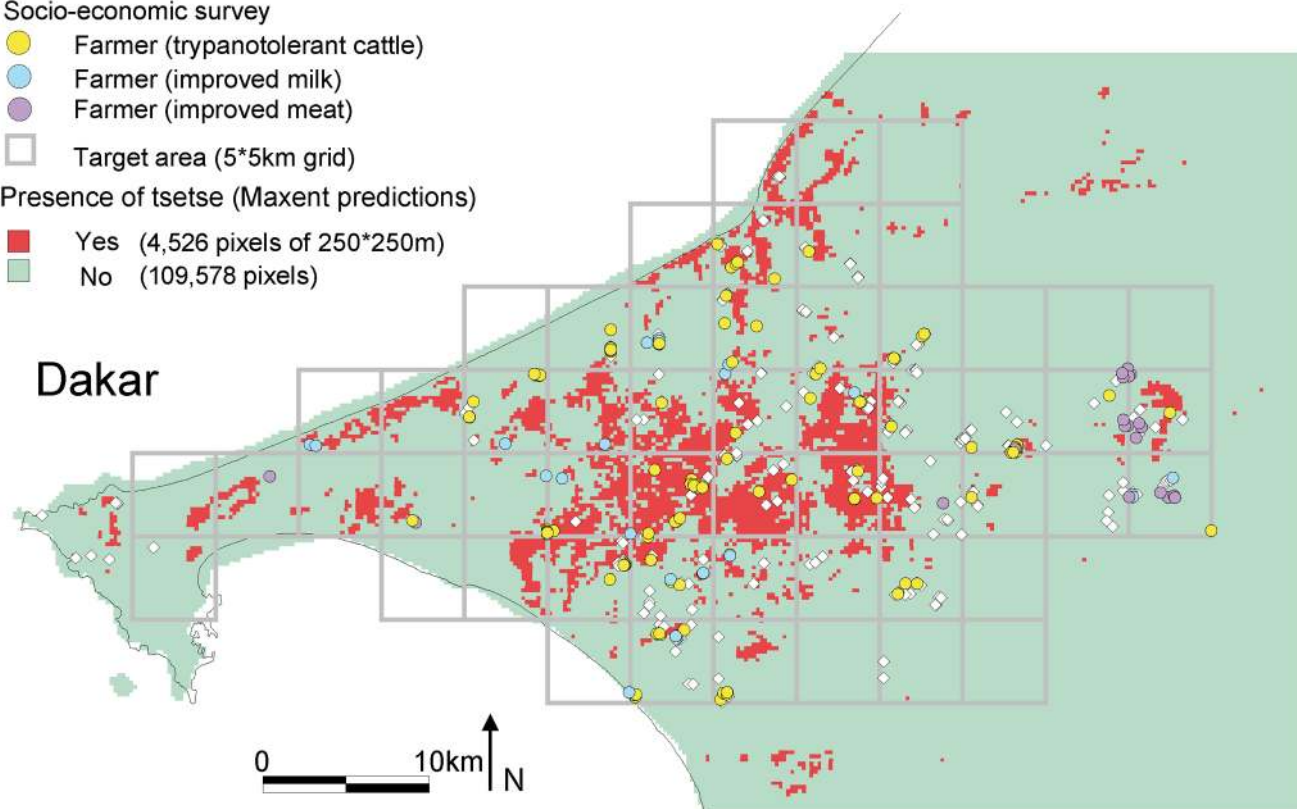 Socio-economic survey
Farmer (trypanotolerant cattle)
Farmer (improved milk)
Farmer (improved meat)
Target area (5*5km grid)
Presence of tsetse (Maxent predictions)
Yes (4,526 pixels of 250*250m)
No (109,578 pixels)
Dakar
0 10km N